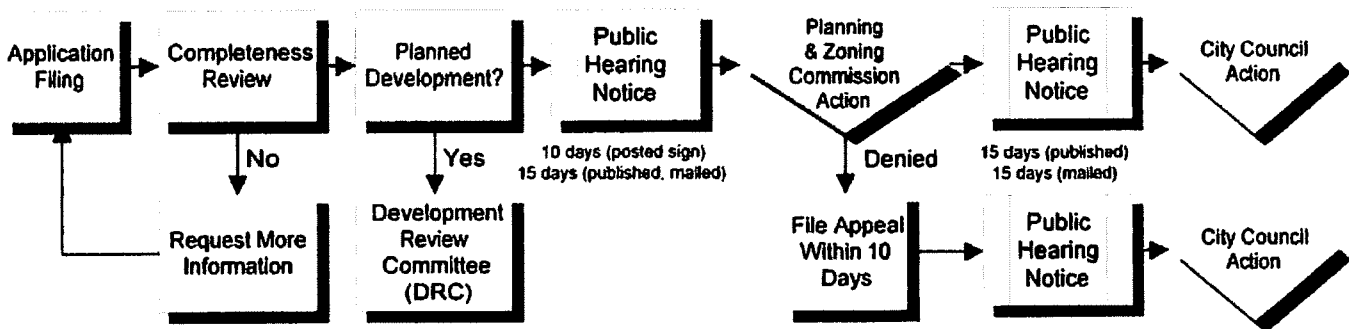 Application
Filing
Completeness
Review
Planned
Development?
Public
Hearing
Notice
Planning
& Zoning
Commission
Action
Public
Hearing
Notice
City Council
Action
No
Yes
10 days (posted sign)
15 days (published, mailed)
Denied
15 days (published)
15 days (mailed)
Request More
Information
Development
Review
Committee
(DRC)
File Appeal
Within 10
Days
Public
Hearing
Notice
City Council
Action